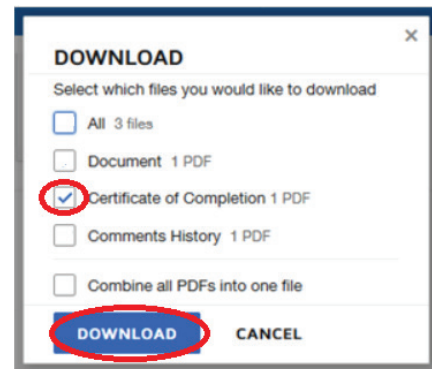 DOWNLOAD
Select which files you would like to download
All 3 files
Document 1 PDF
Certificate of Completion 1 PDF
Comments History 1 PDF
Combine all PDFs into one file
DOWNLOAD CANCEL